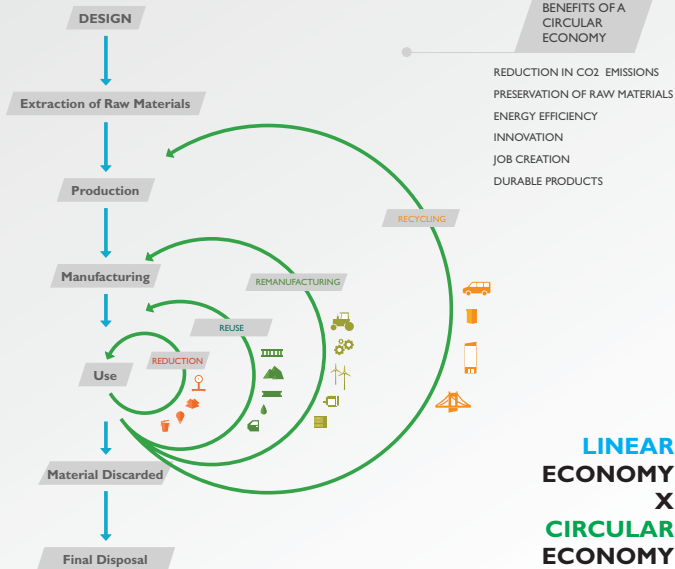 DESIGN
Extraction of Raw Materials
Production
Manufacturing
Use
Material Discarded
Final Disposal
REDUCTION
REUSE
REMANUFACTURING
RECYCLING
BENEFITS OF A
CIRCULAR
ECONOMY
REDUCTION IN CO2 EMISSIONS
PRESERVATION OF RAW MATERIALS
ENERGY EFFICIENCY
INNOVATION
JOB CREATION
DURABLE PRODUCTS
LINEAR
ECONOMY
X
CIRCULAR
ECONOMY